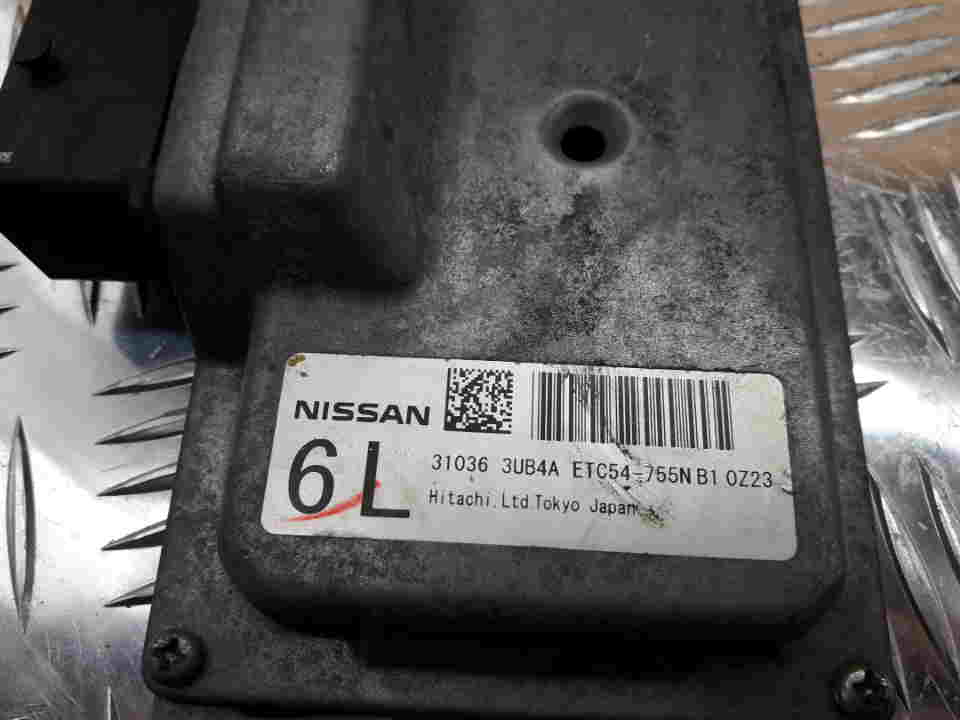 NISSAN
6L
31036 3UB4A ETC54-755N B1 0Z23
Hitachi.Ltd.Tokyo Japan